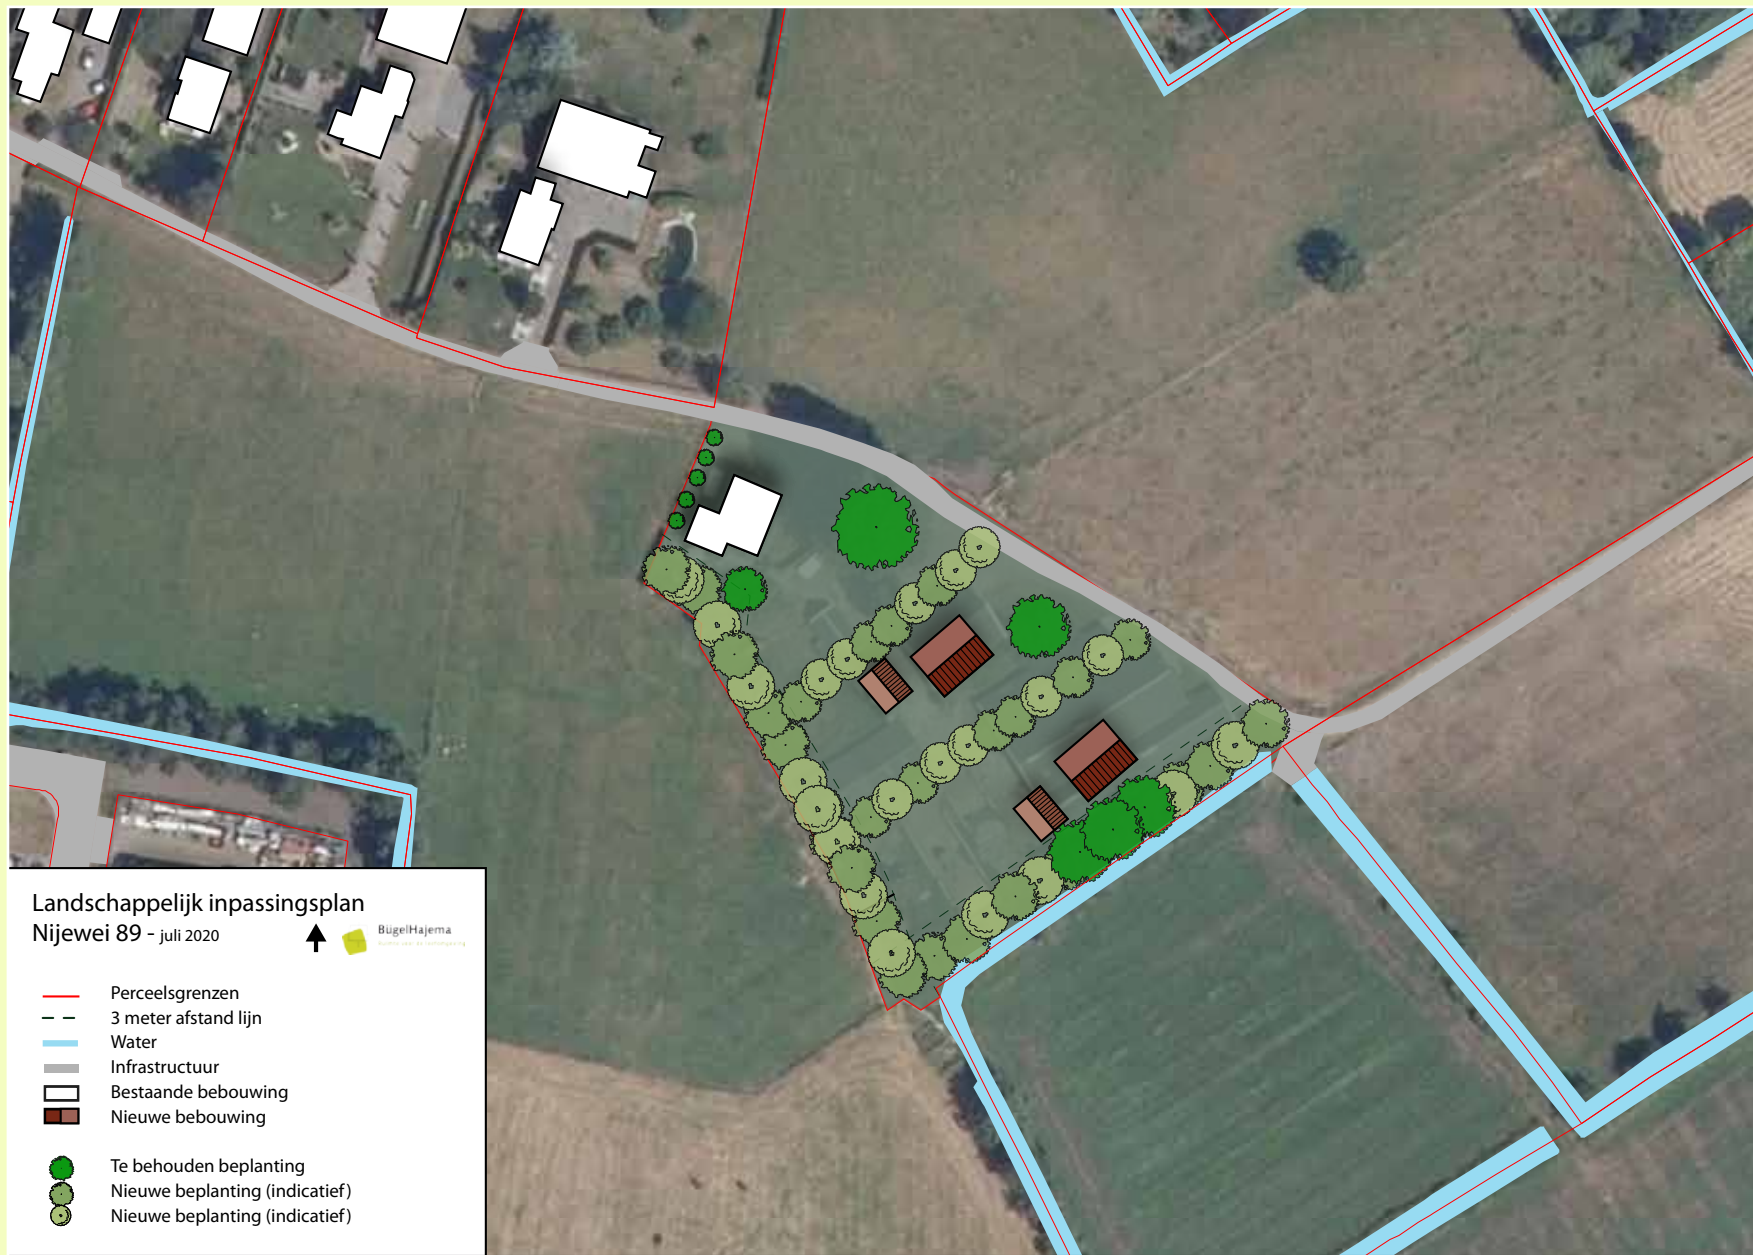 Landschappelijk inpassingsplan
Nijewei 89 - juli 2020
BügelHajema
Perceelsgrenzen
3 meter afstand lijn
Water
Infrastructuur
Bestaande bebouwing
Nieuwe bebouwing
Te behouden beplanting
Nieuwe beplanting (indicatief)
Nieuwe beplanting (indicatief)